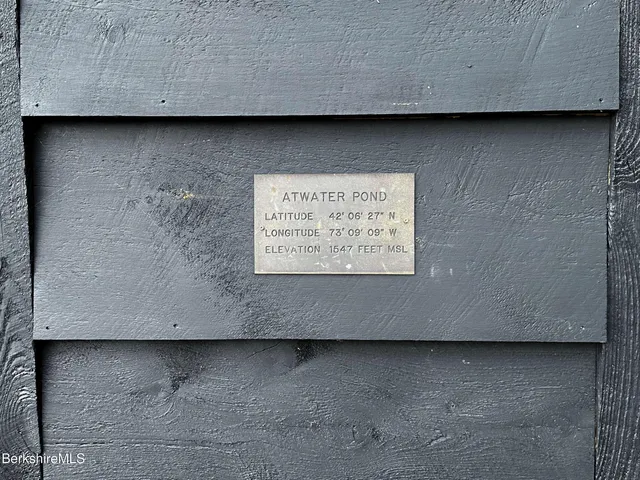 ATWATER POND
LATITUDE 42° 06' 27" N
LONGITUDE 73° 09' 09" W
ELEVATION 1547 FEET MSL
BerkshireMLS